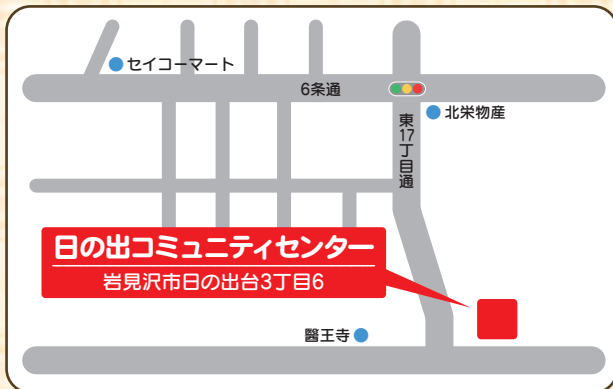 セイコーマート
6条通
北栄物産
東17丁目通
日の出コミュニティセンター
岩見沢市日の出台3丁目6
醫王寺